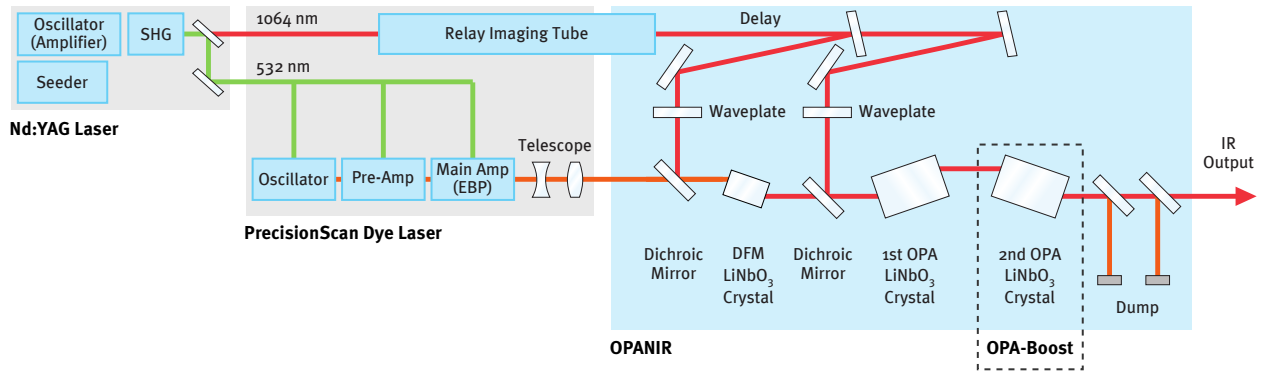 Oscillator
(Amplifier)
SHG
Seeder
Nd:YAG Laser
1064 nm
532 nm
Relay Imaging Tube
Oscillator
Pre-Amp
Main Amp
(EBP)
Telescope
PrecisionScan Dye Laser
Delay
Waveplate
Waveplate
Dichroic
Mirror
DFM
LiNbO₃
Crystal
Dichroic
Mirror
1st OPA
LiNbO₃
Crystal
2nd OPA
LiNbO₃
Crystal
Dump
IR
Output
OPANIR
OPA-Boost